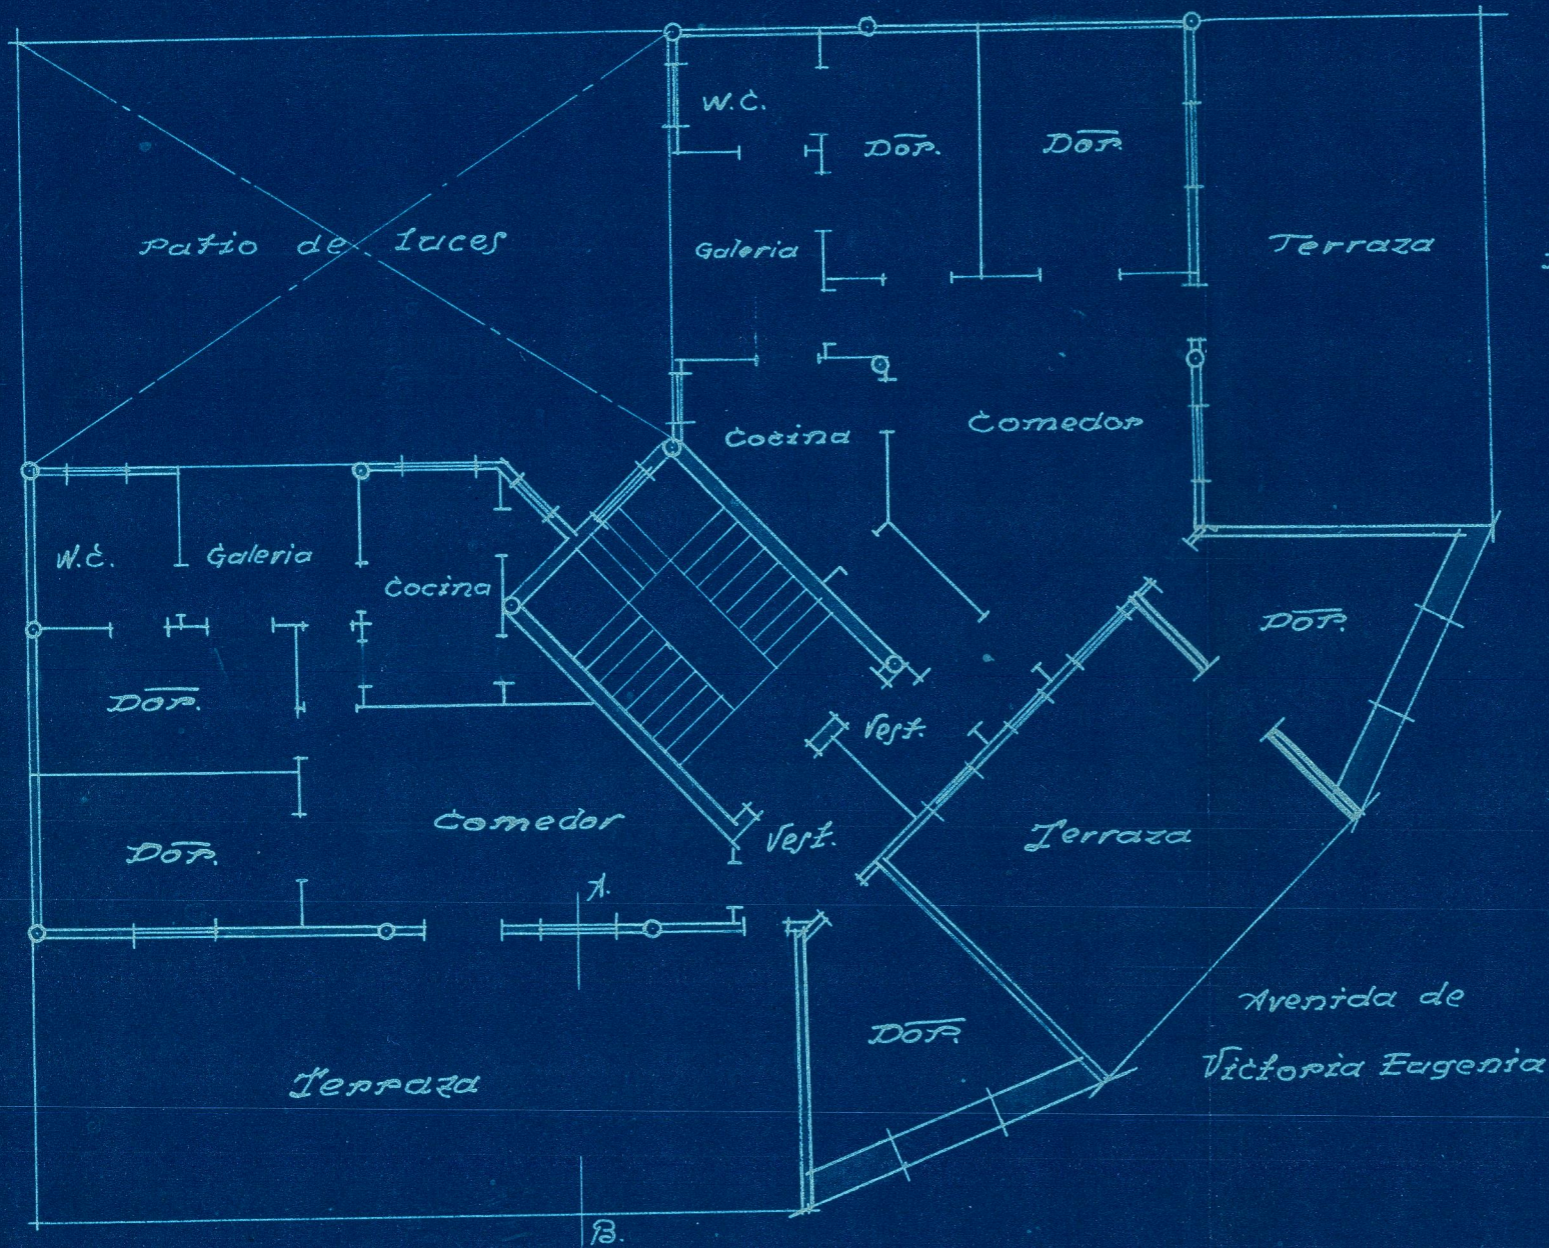 W.C.
Dor.
Dor.
Patio de luces
Galeria
Terraza
Cocina
Comedor
W.C.
Galeria
Cocina
Dor.
Dor.
Vest.
Comedor
Vest.
Terraza
Dor.
A.
Avenida de
Victoria Eugenia
Dor.
Terraza
B.